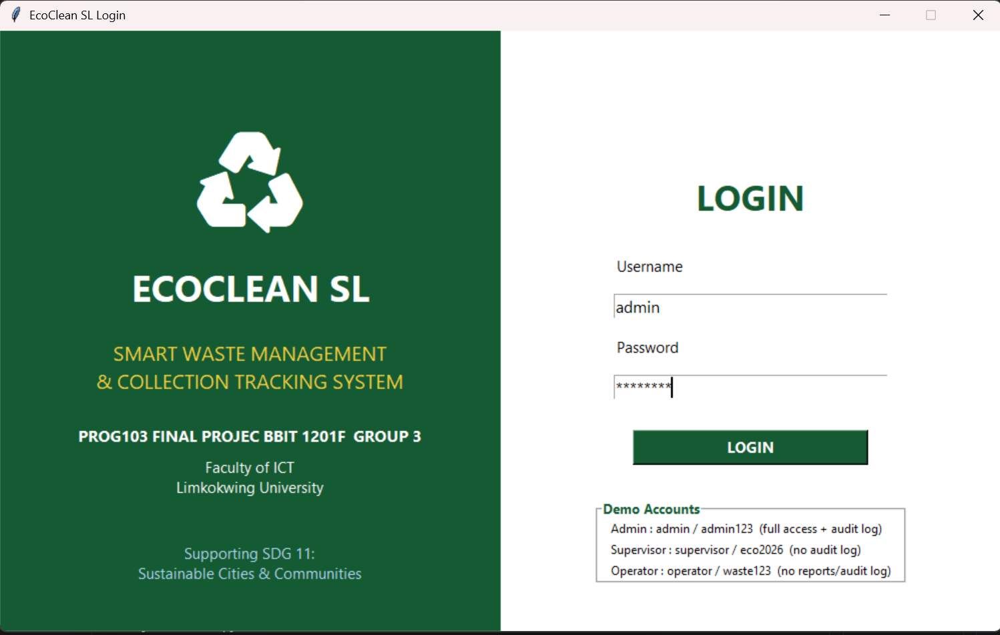 EcoClean SL Login
ECOCLEAN SL
SMART WASTE MANAGEMENT
& COLLECTION TRACKING SYSTEM
PROG103 FINAL PROJEC BBIT 1201F  GROUP 3
Faculty of ICT
Limkokwing University
Supporting SDG 11:
Sustainable Cities & Communities
LOGIN
Username
admin
Password
********
LOGIN
Demo Accounts
Admin : admin / admin123  (full access + audit log)
Supervisor : supervisor / eco2026  (no audit log)
Operator : operator / waste123  (no reports/audit log)